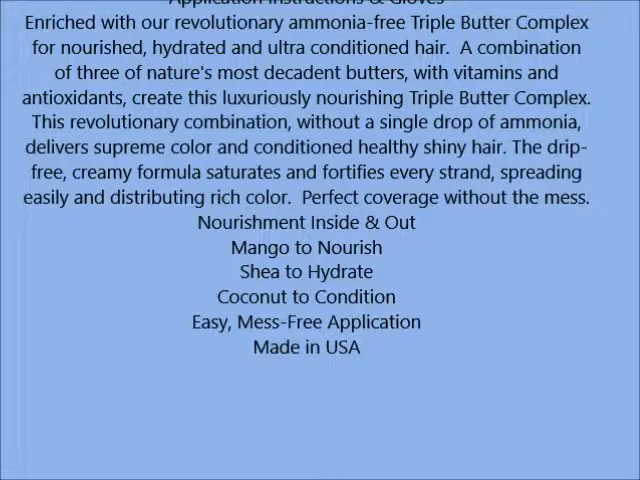 Application Instructions & Gloves
Enriched with our revolutionary ammonia-free Triple Butter Complex
for nourished, hydrated and ultra conditioned hair. A combination
of three of nature's most decadent butters, with vitamins and
antioxidants, create this luxuriously nourishing Triple Butter Complex.
This revolutionary combination, without a single drop of ammonia,
delivers supreme color and conditioned healthy shiny hair. The drip-
free, creamy formula saturates and fortifies every strand, spreading
easily and distributing rich color. Perfect coverage without the mess.
Nourishment Inside & Out
Mango to Nourish
Shea to Hydrate
Coconut to Condition
Easy, Mess-Free Application
Made in USA